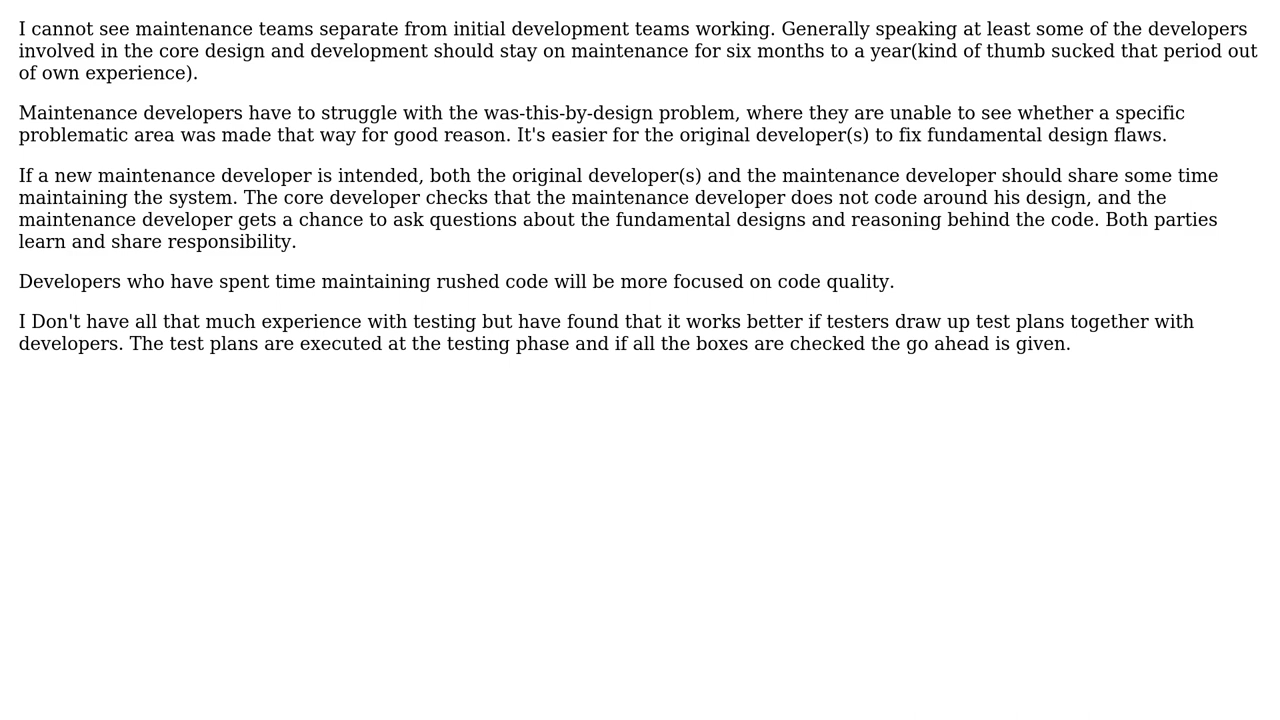 I cannot see maintenance teams separate from initial development teams working. Generally speaking at least some of the developers
involved in the core design and development should stay on maintenance for six months to a year(kind of thumb sucked that period out
of own experience).
Maintenance developers have to struggle with the was-this-by-design problem, where they are unable to see whether a specific
problematic area was made that way for good reason. It's easier for the original developer(s) to fix fundamental design flaws.
If a new maintenance developer is intended, both the original developer(s) and the maintenance developer should share some time
maintaining the system. The core developer checks that the maintenance developer does not code around his design, and the
maintenance developer gets a chance to ask questions about the fundamental designs and reasoning behind the code. Both parties
learn and share responsibility.
Developers who have spent time maintaining rushed code will be more focused on code quality.
I Don't have all that much experience with testing but have found that it works better if testers draw up test plans together with
developers. The test plans are executed at the testing phase and if all the boxes are checked the go ahead is given.